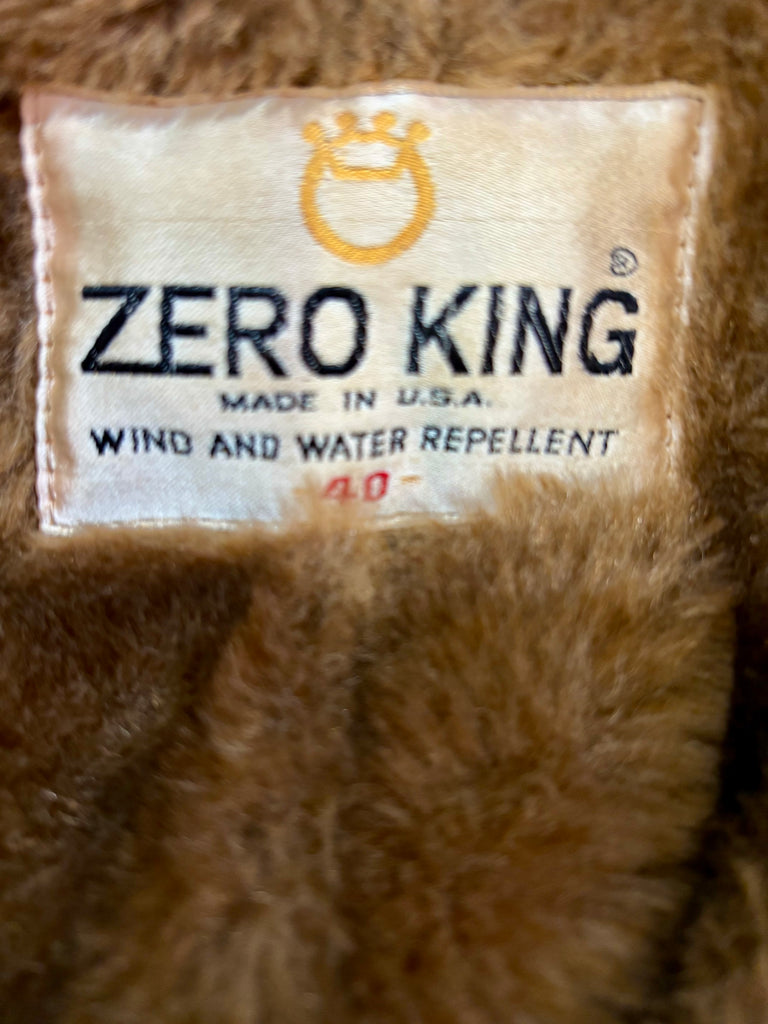 ®
ZERO KING
MADE IN U.S.A.
WIND AND WATER REPELLENT
-40-